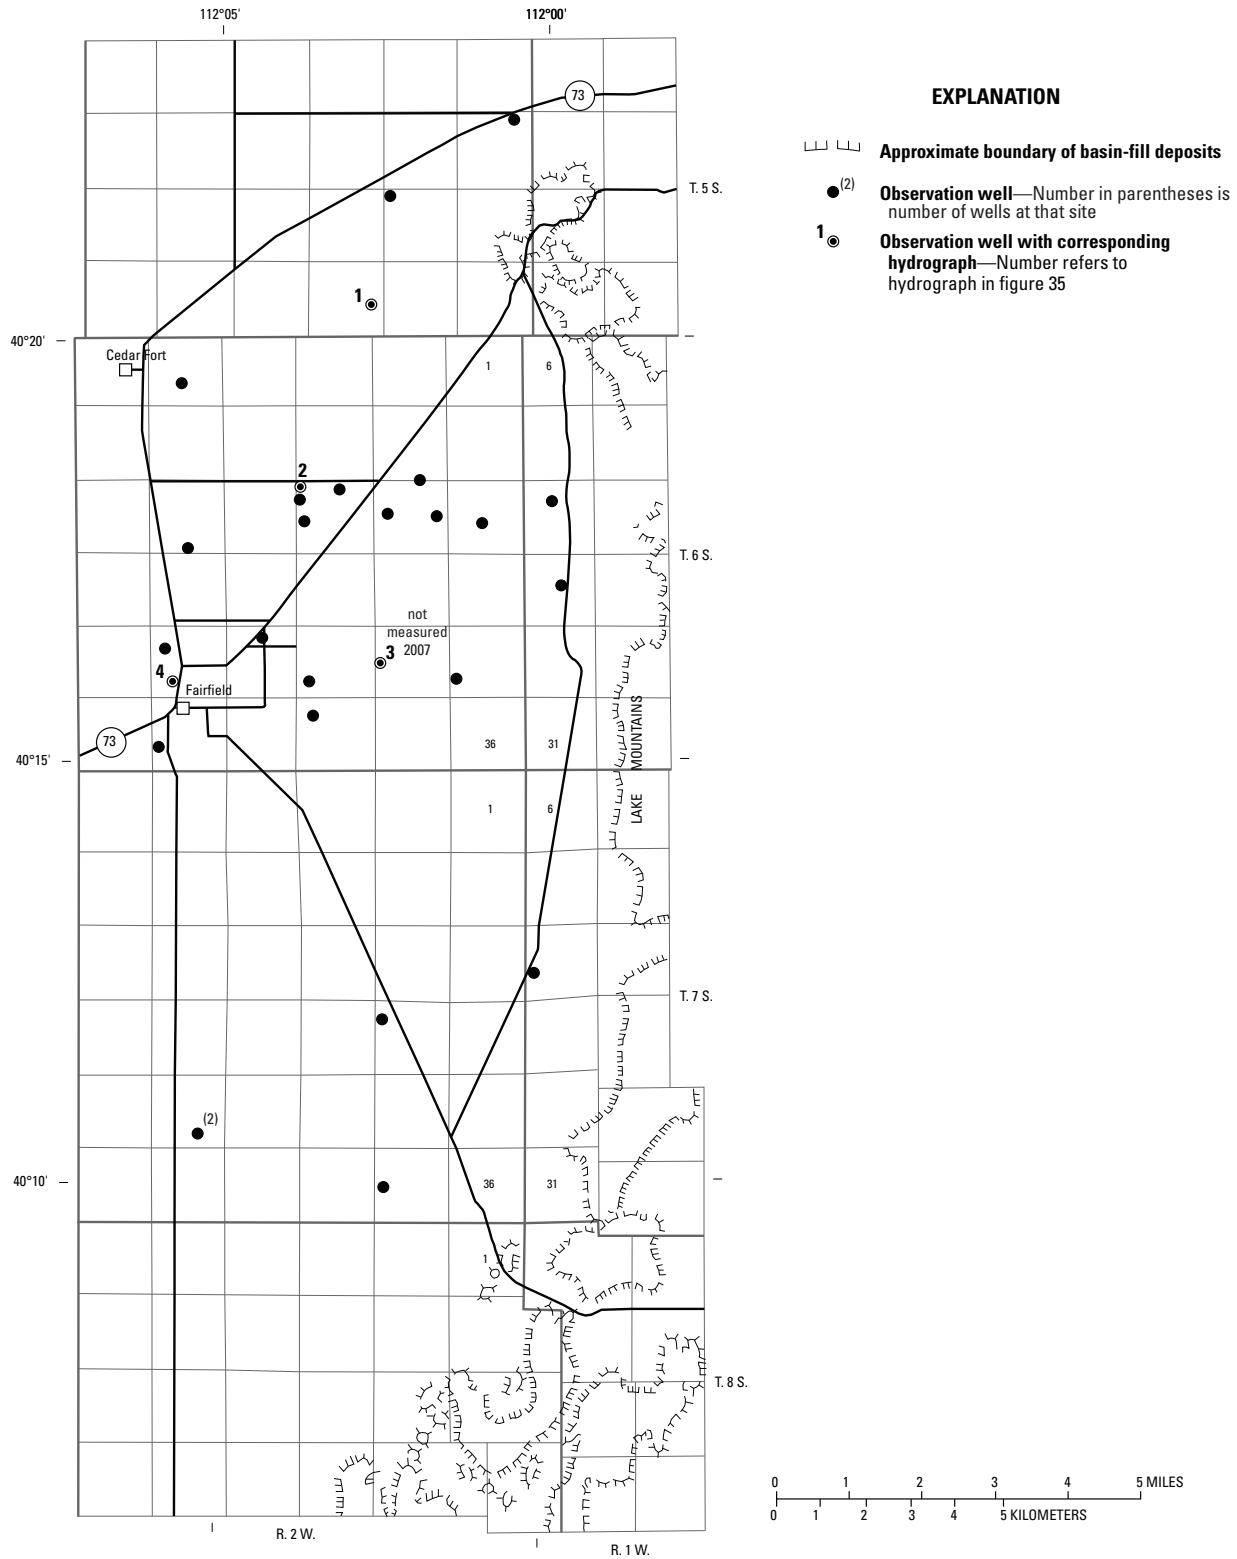 112°05'
112°00'
73
T. 5 S.
1
40°20'
Cedar Fort
1
6
2
T. 6 S.
not
measured
2007
3
4
Fairfield
73
36
31
40°15'
LAKE MOUNTAINS
1
6
T. 7 S.
(2)
40°10'
36
31
1
T. 8 S.
R. 2 W.
R. 1 W.
EXPLANATION
Approximate boundary of basin-fill deposits
(2)
Observation well—Number in parentheses is
number of wells at that site
1
Observation well with corresponding
hydrograph—Number refers to
hydrograph in figure 35
0 1 2 3 4 5 MILES
0 1 2 3 4 5 KILOMETERS